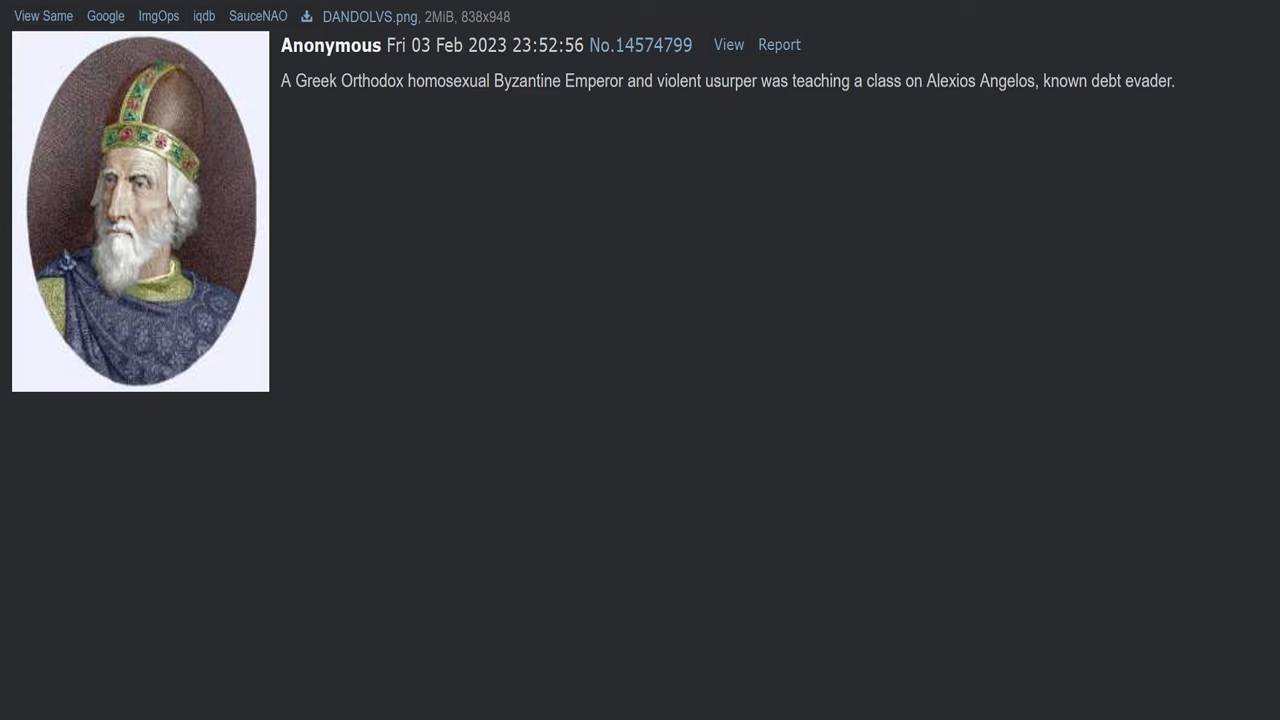 View Same Google ImgOps iqdb SauceNAO DANDOLVS.png, 2MiB, 838x948
Anonymous Fri 03 Feb 2023 23:52:56 No.14574799 View Report
A Greek Orthodox homosexual Byzantine Emperor and violent usurper was teaching a class on Alexios Angelos, known debt evader.